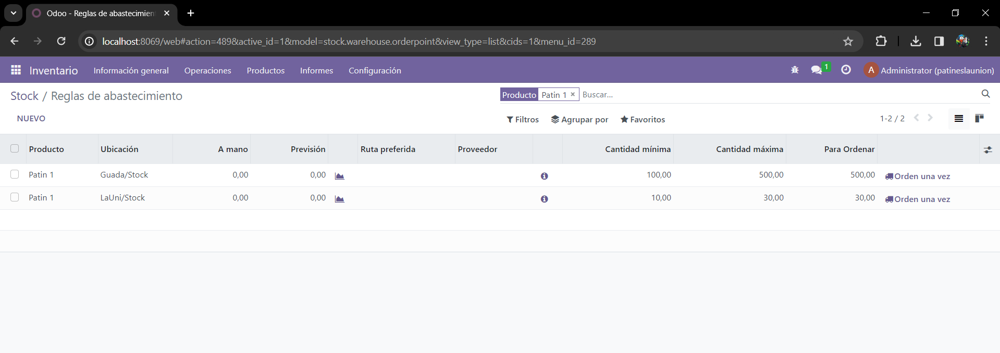 Odoo - Reglas de abastecimien
localhost:8069/web#action=489&active_id=1&model=stock.warehouse.orderpoint&view_type=list&cids=1&menu_id=289
Inventario Información general Operaciones Productos Informes Configuración 1 A Administrator (patineslaunion)
Stock / Reglas de abastecimiento Producto Patin 1 × Buscar...
NUEVO Filtros Agrupar por Favoritos 1-2 / 2
Producto Ubicación A mano Previsión Ruta preferida Proveedor Cantidad mínima Cantidad máxima Para Ordenar
Patin 1 Guada/Stock 0,00 0,00 100,00 500,00 500,00 Orden una vez
Patin 1 LaUni/Stock 0,00 0,00 10,00 30,00 30,00 Orden una vez